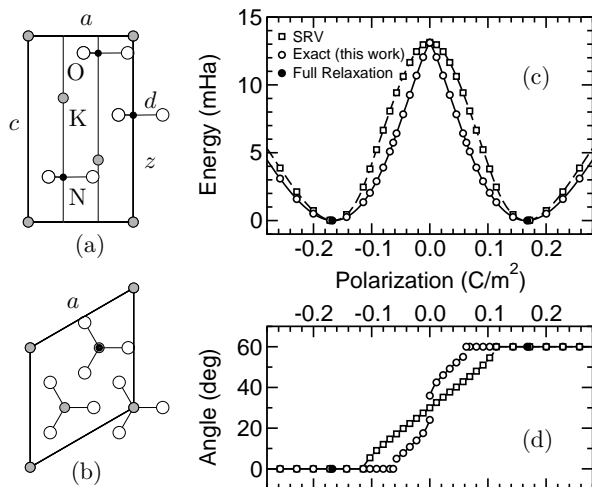 a
O
d
c
K
z
N
(a)
a
(b)
15
10
5
0
Energy (mHa)
SRV
Exact (this work)
Full Relaxation
(c)
-0.2
-0.1
0.0
0.1
0.2
Polarization (C/m²)
-0.2
-0.1
0.0
0.1
0.2
60
40
20
0
Angle (deg)
(d)